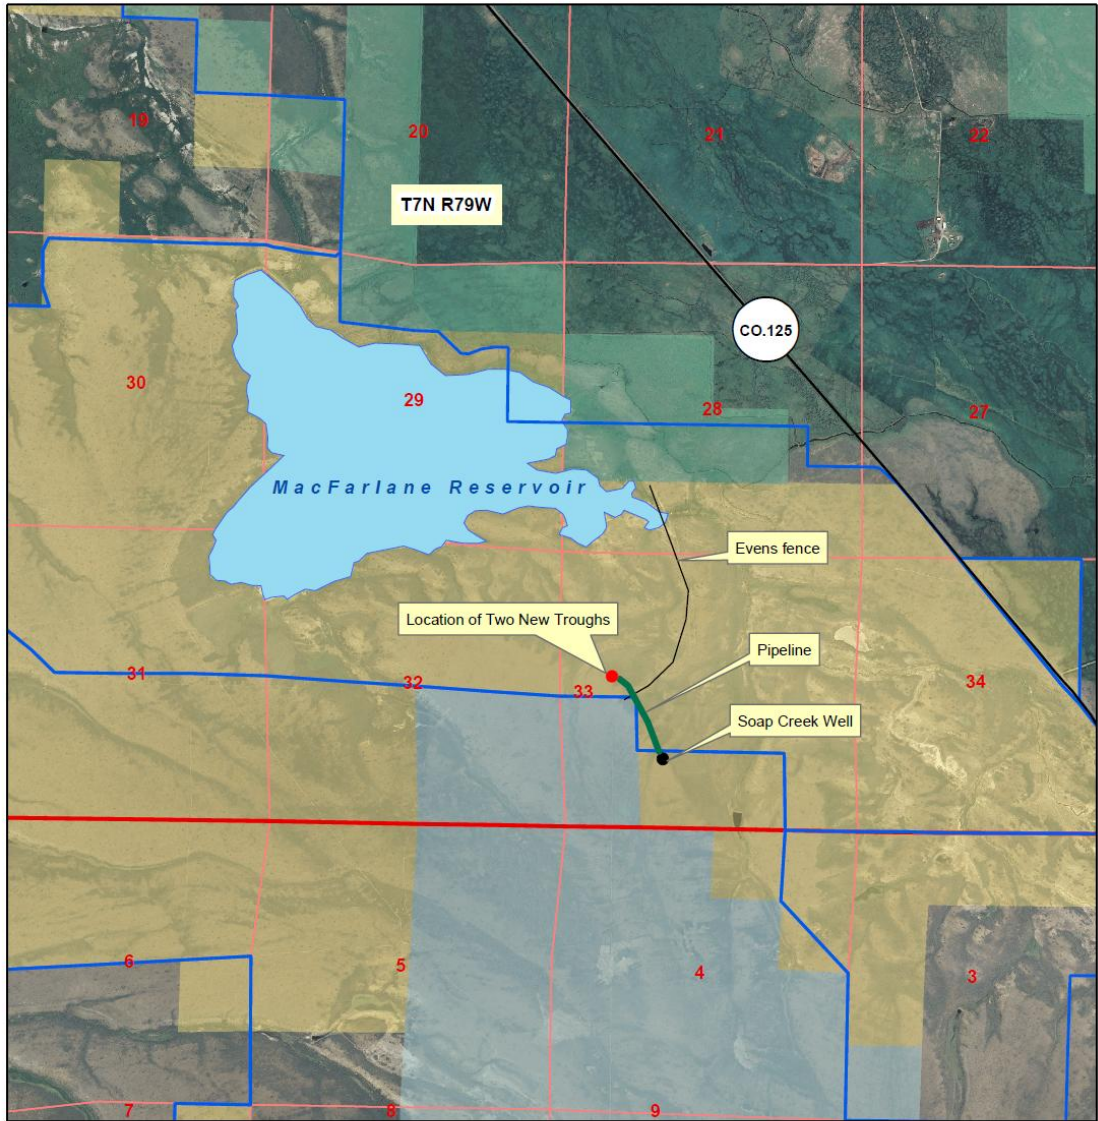 19
20
21
22
T7N R79W
CO.125
30
29
28
27
MacFarlane Reservoir
Evens fence
Location of Two New Troughs
Pipeline
31
32
33
34
Soap Creek Well
6
5
4
3
7
8
9